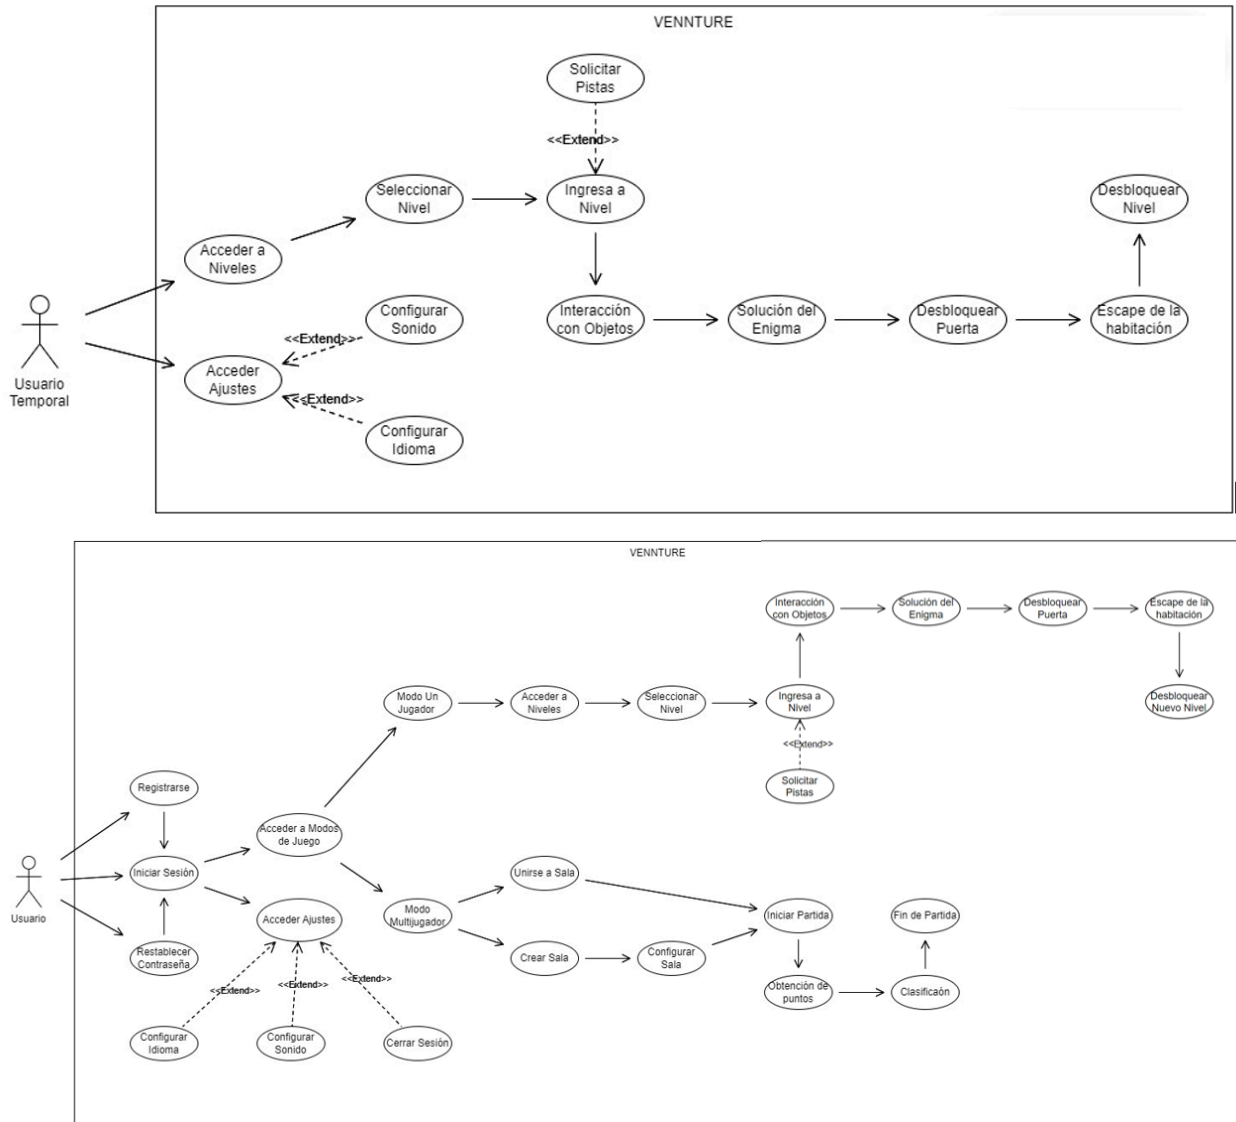 VENNTURE
Solicitar
Pistas
<<Extend>>
Seleccionar
Nivel
Ingresa a
Nivel
Desbloquear
Nivel
Acceder a
Niveles
Configurar
Sonido
Interacción
con Objetos
Solución del
Enigma
Desbloquear
Puerta
Escape de la
habitación
<<Extend>>
Acceder
Ajustes
<<Extend>>
Configurar
Idioma
Usuario
Temporal
VENNTURE
Interacción
con Objetos
Solución del
Enigma
Desbloquear
Puerta
Escape de la
habitación
Modo Un
Jugador
Acceder a
Niveles
Seleccionar
Nivel
Ingresa a
Nivel
Desbloquear
Nuevo Nivel
<<Extend>>
Solicitar
Pistas
Registrarse
Acceder a Modos
de Juego
Iniciar Sesión
Unirse a Sala
Usuario
Acceder Ajustes
Modo
Multijugador
Iniciar Partida
Fin de Partida
Restablecer
Contraseña
Crear Sala
Configurar
Sala
<<Extend>>
<<Extend>>
<<Extend>>
Obtención de
puntos
Clasificaón
Configurar
Idioma
Configurar
Sonido
Cerrar Sesión